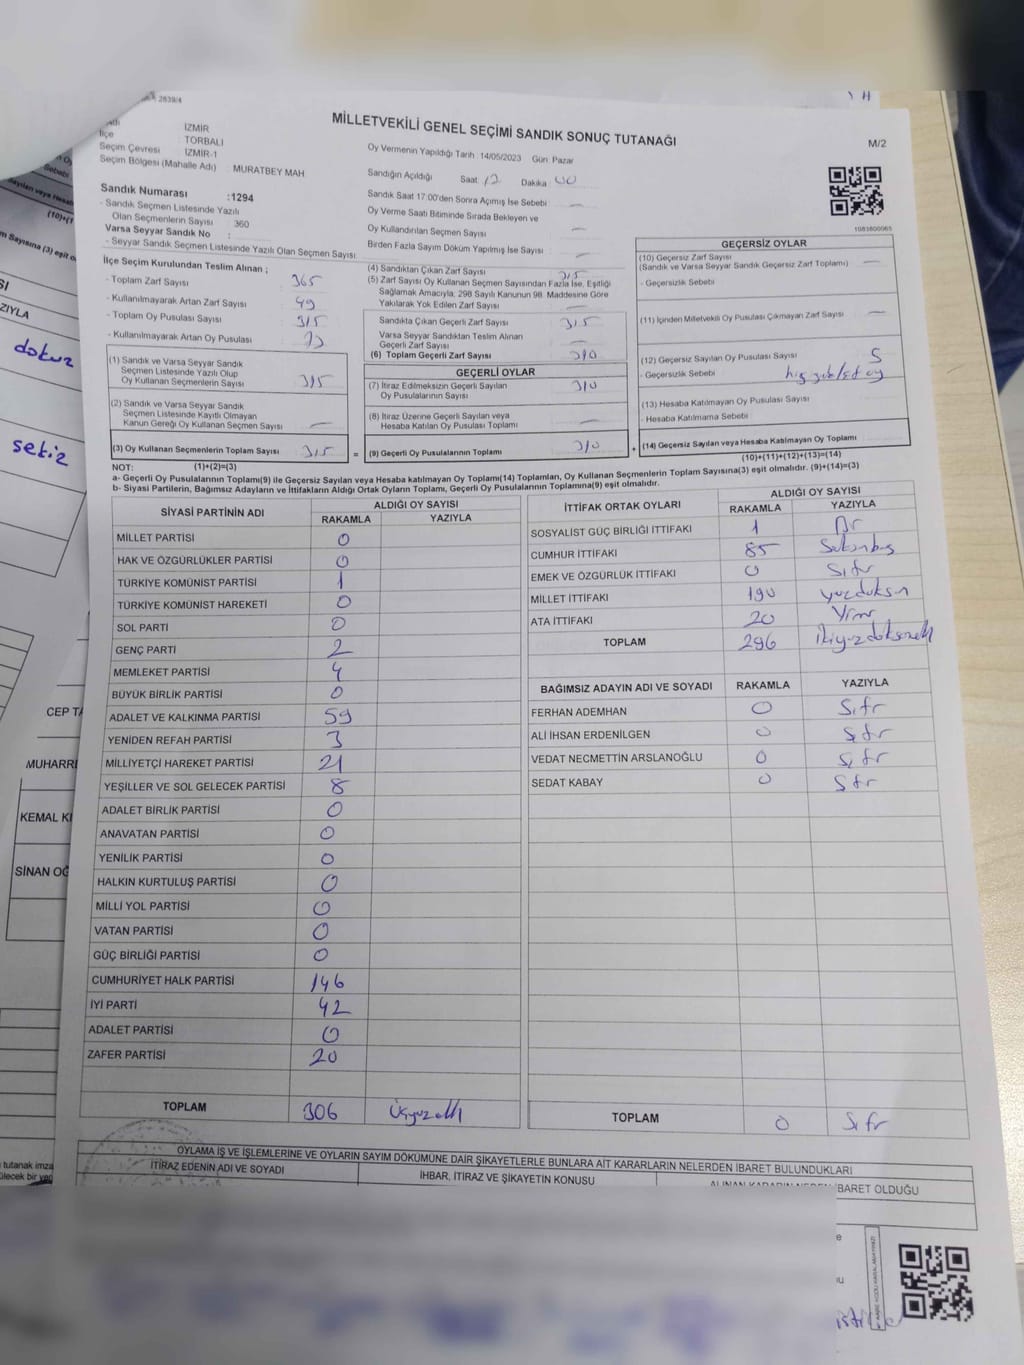 2839/4
MİLLETVEKİLİ GENEL SEÇİMİ SANDIK SONUÇ TUTANAĞI
M/2
İZMİR
İlçe TORBALI
Seçim Çevresi İZMİR-1
Seçim Bölgesi (Mahalle Adı) MURATBEY MAH
Oy Vermenin Yapıldığı Tarih :14/05/2023 Gün: Pazar
Sandığın Açıldığı Saat Dakika
Sandık Numarası :1294
- Sandık Seçmen Listesinde Yazılı
Olan Seçmenlerin Sayısı : 360
Varsa Seyyar Sandık No :
- Seyyar Sandık Seçmen Listesinde Yazılı Olan Seçmen Sayısı :
Sandık Saat 17:00'den Sonra Açılmış İse Sebebi : —
Oy Verme Saati Bitiminde Sırada Bekleyen ve
Oy Kullandırılan Seçmen Sayısı : —
Birden Fazla Sayım Döküm Yapılmış İse Sayısı : —
1083800065
İlçe Seçim Kurulundan Teslim Alınan ;
- Toplam Zarf Sayısı : 365
- Kullanılmayarak Artan Zarf Sayısı : 49
- Toplam Oy Pusulası Sayısı : 315
- Kullanılmayarak Artan Oy Pusulası :
(1) Sandık ve Varsa Seyyar Sandık
Seçmen Listesinde Yazılı Olup
Oy Kullanan Seçmenlerin Sayısı : 315
(2) Sandık ve Varsa Seyyar Sandık
Seçmen Listesinde Kayıtlı Olmayan
Kanun Gereği Oy Kullanan Seçmen Sayısı : —
(3) Oy Kullanan Seçmenlerin Toplam Sayısı : 315 =
(4) Sandıktan Çıkan Zarf Sayısı : 315
(5) Zarf Sayısı Oy Kullanan Seçmen Sayısından Fazla İse, Eşitliği
Sağlamak Amacıyla, 298 Sayılı Kanunun 98. Maddesine Göre
Yakılarak Yok Edilen Zarf Sayısı : —
Sandıkta Çıkan Geçerli Zarf Sayısı : 315
Varsa Seyyar Sandıktan Teslim Alınan
Geçerli Zarf Sayısı : —
(6) Toplam Geçerli Zarf Sayısı : 310
GEÇERLİ OYLAR
(7) İtiraz Edilmeksizin Geçerli Sayılan
Oy Pusulalarının Sayısı : 310
(8) İtiraz Üzerine Geçerli Sayılan veya
Hesaba Katılan Oy Pusulası Toplamı : —
(9) Geçerli Oy Pusulalarının Toplamı : 310 +
GEÇERSİZ OYLAR
(10) Geçersiz Zarf Sayısı
(Sandık ve Varsa Seyyar Sandık Geçersiz Zarf Toplamı) : —
- Geçersizlik Sebebi :
(11) İçinden Milletvekili Oy Pusulası Çıkmayan Zarf Sayısı : —
(12) Geçersiz Sayılan Oy Pusulası Sayısı : 5
- Geçersizlik Sebebi :
(13) Hesaba Katılmayan Oy Pusulası Sayısı :
- Hesaba Katılmama Sebebi :
(14) Geçersiz Sayılan veya Hesaba Katılmayan Oy Toplamı :
NOT: (1)+(2)=(3) (10)+(11)+(12)+(13)=(14)
a- Geçerli Oy Pusulalarının Toplamı(9) ile Geçersiz Sayılan veya Hesaba katılmayan Oy Toplamı(14) Toplamları, Oy Kullanan Seçmenlerin Toplam Sayısına(3) eşit olmalıdır. (9)+(14)=(3)
b- Siyasi Partilerin, Bağımsız Adayların ve İttifakların Aldığı Ortak Oyların Toplamı, Geçerli Oy Pusulalarının Toplamına(9) eşit olmalıdır.
SİYASİ PARTİNİN ADI ALDIĞI OY SAYISI
RAKAMLA YAZIYLA
MİLLET PARTİSİ 0
HAK VE ÖZGÜRLÜKLER PARTİSİ 0
TÜRKİYE KOMÜNİST PARTİSİ 1
TÜRKİYE KOMÜNİST HAREKETİ 0
SOL PARTİ 0
GENÇ PARTİ 2
MEMLEKET PARTİSİ 4
BÜYÜK BİRLİK PARTİSİ 0
ADALET VE KALKINMA PARTİSİ 59
YENİDEN REFAH PARTİSİ 3
MİLLİYETÇİ HAREKET PARTİSİ 21
YEŞİLLER VE SOL GELECEK PARTİSİ 8
ADALET BİRLİK PARTİSİ 0
ANAVATAN PARTİSİ 0
YENİLİK PARTİSİ 0
HALKIN KURTULUŞ PARTİSİ 0
MİLLİ YOL PARTİSİ 0
VATAN PARTİSİ 0
GÜÇ BİRLİĞİ PARTİSİ 0
CUMHURİYET HALK PARTİSİ 146
İYİ PARTİ 42
ADALET PARTİSİ 0
ZAFER PARTİSİ 20
TOPLAM 306 Üçyüzaltı
İTTİFAK ORTAK OYLARI ALDIĞI OY SAYISI
RAKAMLA YAZIYLA
SOSYALİST GÜÇ BİRLİĞİ İTTİFAKI 1 Bir
CUMHUR İTTİFAKI 85 Seksenbeş
EMEK VE ÖZGÜRLÜK İTTİFAKI 0 Sıfır
MİLLET İTTİFAKI 190 yüzdoksan
ATA İTTİFAKI 20 Yirmi
TOPLAM 296 ikiyüzdoksanaltı
BAĞIMSIZ ADAYIN ADI VE SOYADI RAKAMLA YAZIYLA
FERHAN ADEMHAN 0 Sıfır
ALİ İHSAN ERDENİLGEN 0 Sıfır
VEDAT NECMETTİN ARSLANOĞLU 0 Sıfır
SEDAT KABAY 0 Sıfır
TOPLAM 0 Sıfır
OYLAMA İŞ VE İŞLEMLERİNE VE OYLARIN SAYIM DÖKÜMÜNE DAİR ŞİKAYETLERLE BUNLARA AİT KARARLARIN NELERDEN İBARET BULUNDUKLARI
İTİRAZ EDENİN ADI VE SOYADI İHBAR, İTİRAZ VE ŞİKAYETİN KONUSU İBARET OLDUĞU
YAZIYLA
dokuz
sekiz
CEP
MUHARR
KEMAL
SİNAN
tutanak imza